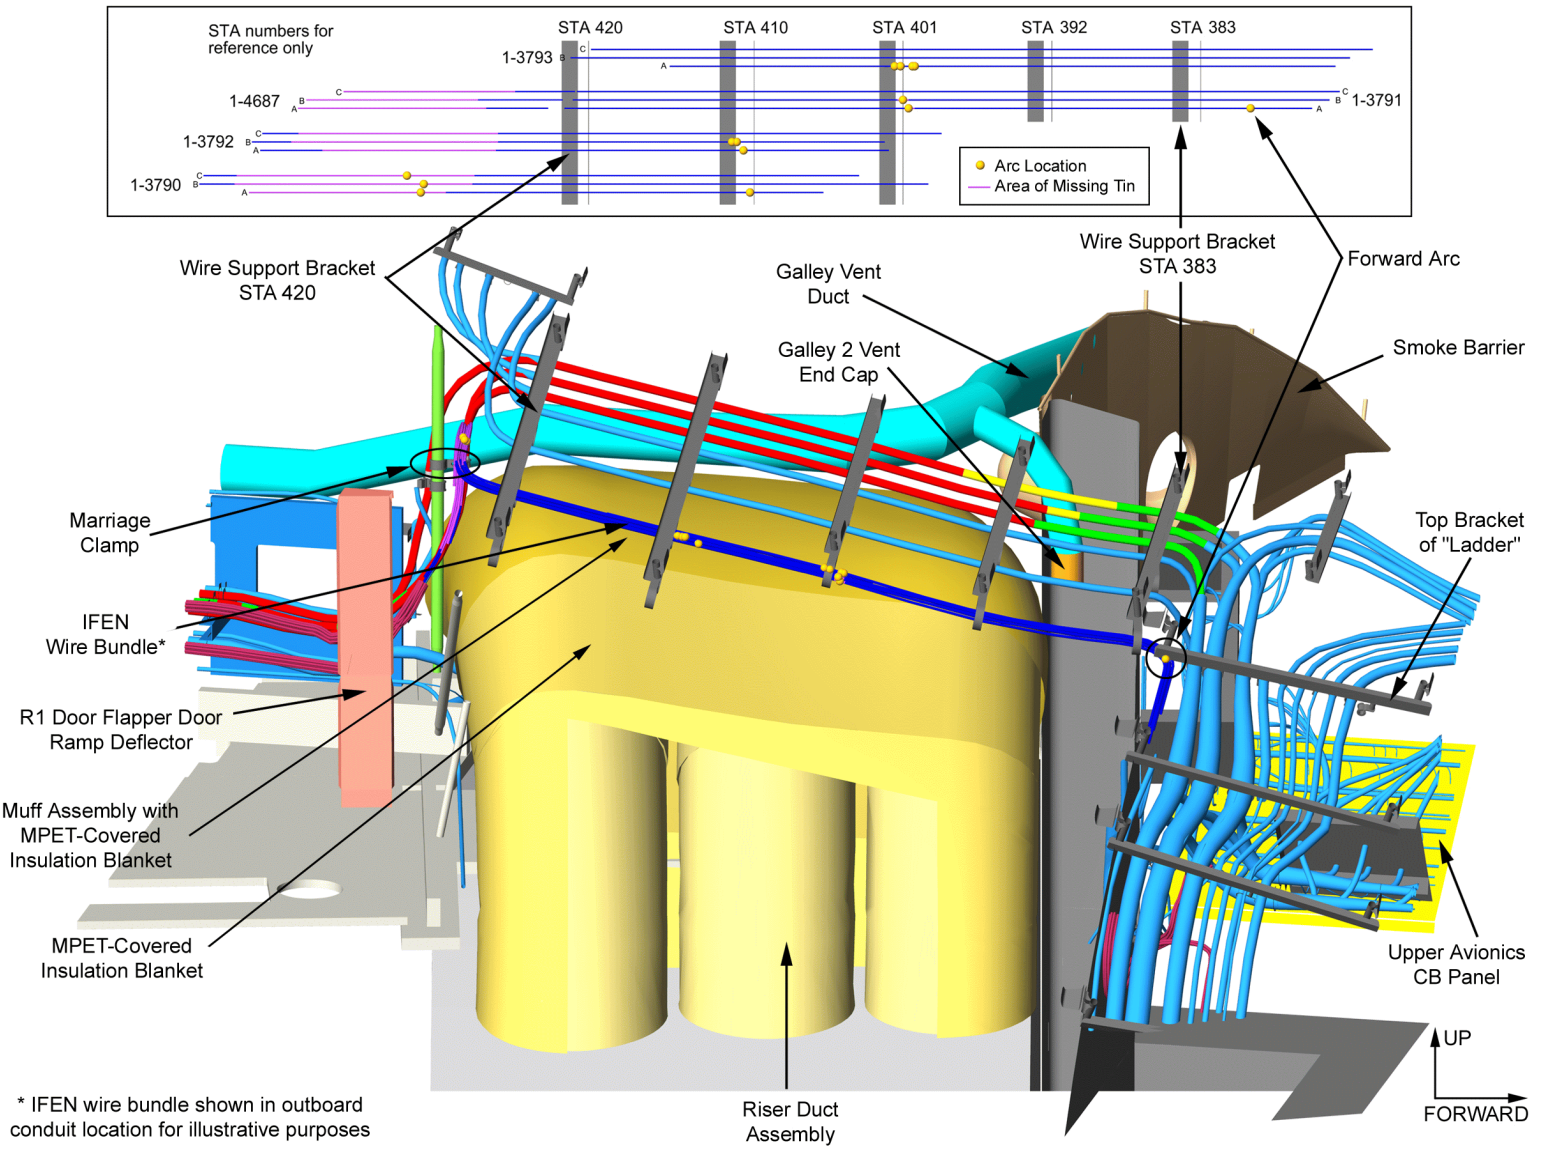 STA numbers for
reference only
STA 420
STA 410
STA 401
STA 392
STA 383
C
1-3793 B
A
C
1-4687 B
A
C
B 1-3791
A
C
1-3792 B
A
C
1-3790 B
A
Arc Location
Area of Missing Tin
Wire Support Bracket
STA 420
Galley Vent
Duct
Wire Support Bracket
STA 383
Forward Arc
Galley 2 Vent
End Cap
Smoke Barrier
Marriage
Clamp
Top Bracket
of "Ladder"
IFEN
Wire Bundle*
R1 Door Flapper Door
Ramp Deflector
Muff Assembly with
MPET-Covered
Insulation Blanket
MPET-Covered
Insulation Blanket
Upper Avionics
CB Panel
UP
FORWARD
Riser Duct
Assembly
* IFEN wire bundle shown in outboard
conduit location for illustrative purposes